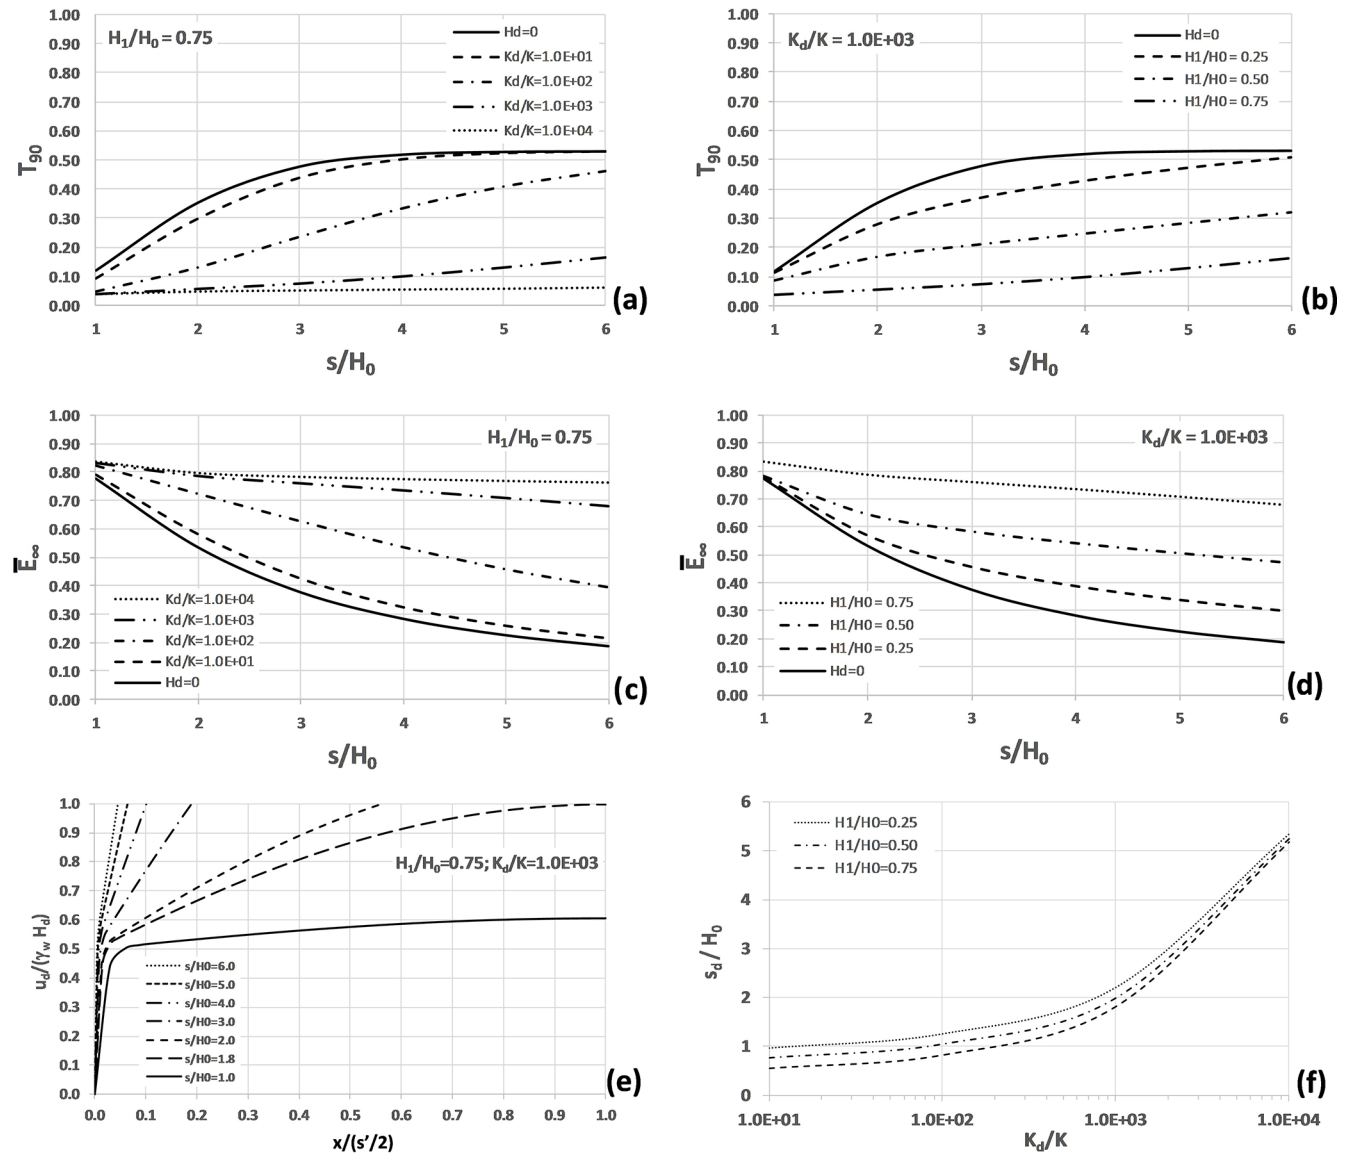 H1/H0 = 0.75
Hd=0
Kd/K=1.0E+01
Kd/K=1.0E+02
Kd/K=1.0E+03
Kd/K=1.0E+04
1.00
0.90
0.80
0.70
0.60
0.50
0.40
0.30
0.20
0.10
0.00
T90
1 2 3 4 5 6
s/H0
(a)
Kd/K = 1.0E+03
Hd=0
H1/H0 = 0.25
H1/H0 = 0.50
H1/H0 = 0.75
1.00
0.90
0.80
0.70
0.60
0.50
0.40
0.30
0.20
0.10
0.00
T90
1 2 3 4 5 6
s/H0
(b)
H1/H0 = 0.75
1.00
0.90
0.80
0.70
0.60
0.50
0.40
0.30
0.20
0.10
0.00
E̅∞
Kd/K=1.0E+04
Kd/K=1.0E+03
Kd/K=1.0E+02
Kd/K=1.0E+01
Hd=0
1 2 3 4 5 6
s/H0
(c)
Kd/K = 1.0E+03
1.00
0.90
0.80
0.70
0.60
0.50
0.40
0.30
0.20
0.10
0.00
E̅∞
H1/H0 = 0.75
H1/H0 = 0.50
H1/H0 = 0.25
Hd=0
1 2 3 4 5 6
s/H0
(d)
1.0
0.9
0.8
0.7
0.6
0.5
0.4
0.3
0.2
0.1
0.0
ud/(γw Hd)
H1/H0=0.75; Kd/K=1.0E+03
s/H0=6.0
s/H0=5.0
s/H0=4.0
s/H0=3.0
s/H0=2.0
s/H0=1.8
s/H0=1.0
0.0 0.1 0.2 0.3 0.4 0.5 0.6 0.7 0.8 0.9 1.0
x/(s'/2)
(e)
6
5
4
3
2
1
0
sd / H0
H1/H0=0.25
H1/H0=0.50
H1/H0=0.75
1.0E+01 1.0E+02 1.0E+03 1.0E+04
Kd/K
(f)